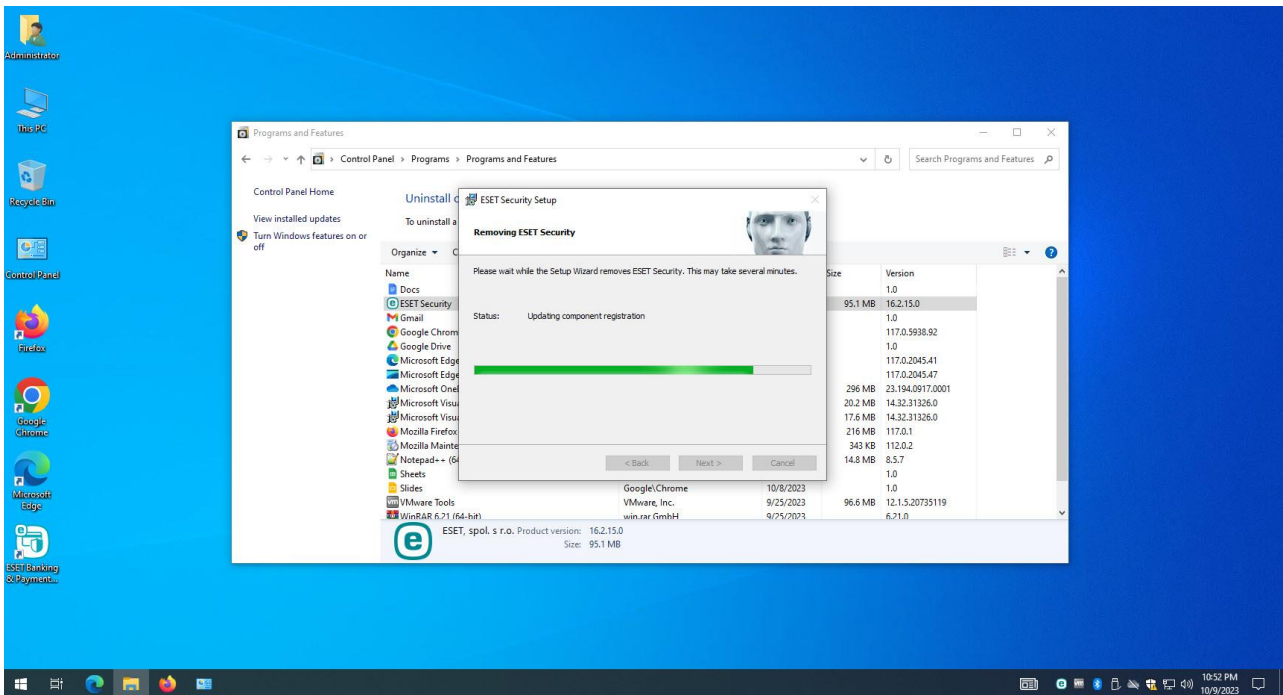 Administrator
This PC
Recycle Bin
Control Panel
Firefox
Google
Chrome
Microsoft
Edge
ESET Banking
& Payment...
Programs and Features
Control Panel > Programs > Programs and Features
Search Programs and Features
Control Panel Home
View installed updates
Turn Windows features on or
off
Uninstall
To uninstall a
Organize
Name Size Version
Docs 1.0
ESET Security 95.1 MB 16.2.15.0
Gmail 1.0
Google Chrom 117.0.5938.92
Google Drive 1.0
Microsoft Edge 117.0.2045.41
Microsoft Edge 117.0.2045.47
Microsoft Onel 296 MB 23.194.0917.0001
Microsoft Visu 20.2 MB 14.32.31326.0
Microsoft Visu 17.6 MB 14.32.31326.0
Mozilla Firefox 216 MB 117.0.1
Mozilla Mainte 343 KB 112.0.2
Notepad++ (64 14.8 MB 8.5.7
Sheets 1.0
Slides Google\Chrome 10/8/2023 1.0
VMware Tools VMware, Inc. 9/25/2023 96.6 MB 12.1.5.20735119
WinRAR 6.21 (64-bit) win.rar GmbH 9/25/2023 6.21.0
ESET Security Setup
Removing ESET Security
Please wait while the Setup Wizard removes ESET Security. This may take several minutes.
Status: Updating component registration
< Back Next > Cancel
ESET, spol. s r.o. Product version: 16.2.15.0
Size: 95.1 MB
10:52 PM
10/9/2023